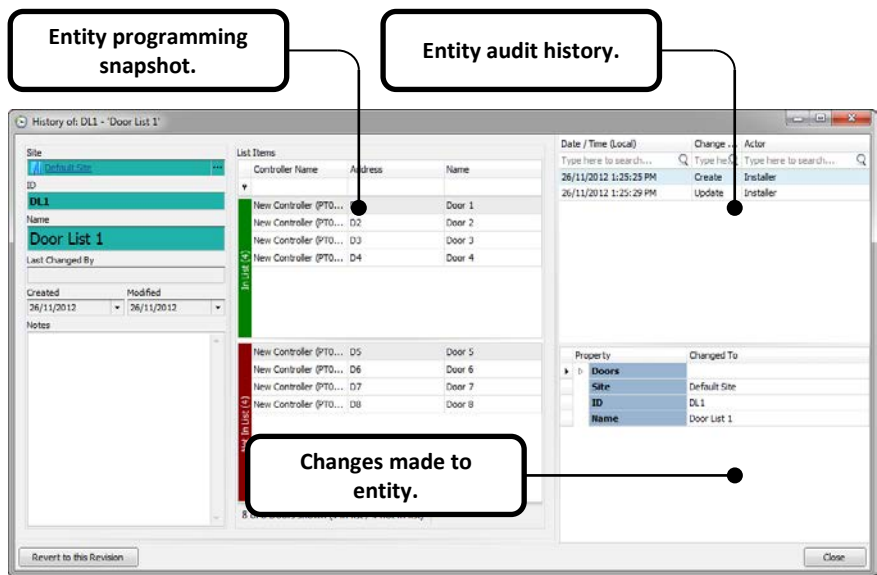 Entity programming
snapshot.
Entity audit history.
History of: DL1 - 'Door List 1'
Site
Default Site
ID
DL1
Name
Door List 1
Last Changed By
Created Modified
26/11/2012 26/11/2012
Notes
List Items
Controller Name Address Name
In List (4)
New Controller (PT0... Door 1
New Controller (PT0... D2 Door 2
New Controller (PT0... D3 Door 3
New Controller (PT0... D4 Door 4
Not In List (4)
New Controller (PT0... D5 Door 5
New Controller (PT0... D6 Door 6
New Controller (PT0... D7 Door 7
New Controller (PT0... D8 Door 8
Date / Time (Local) Change ... Actor
Type here to search... Type he Type here to search...
26/11/2012 1:25:25 PM Create Installer
26/11/2012 1:25:29 PM Update Installer
Property Changed To
Doors
Site Default Site
ID DL1
Name Door List 1
Changes made to
entity.
Revert to this Revision
Close